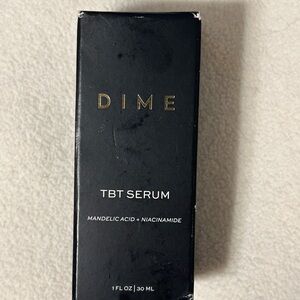 DIME
TBT SERUM
MANDELIC ACID + NIACINAMIDE
1 FL OZ | 30 ML